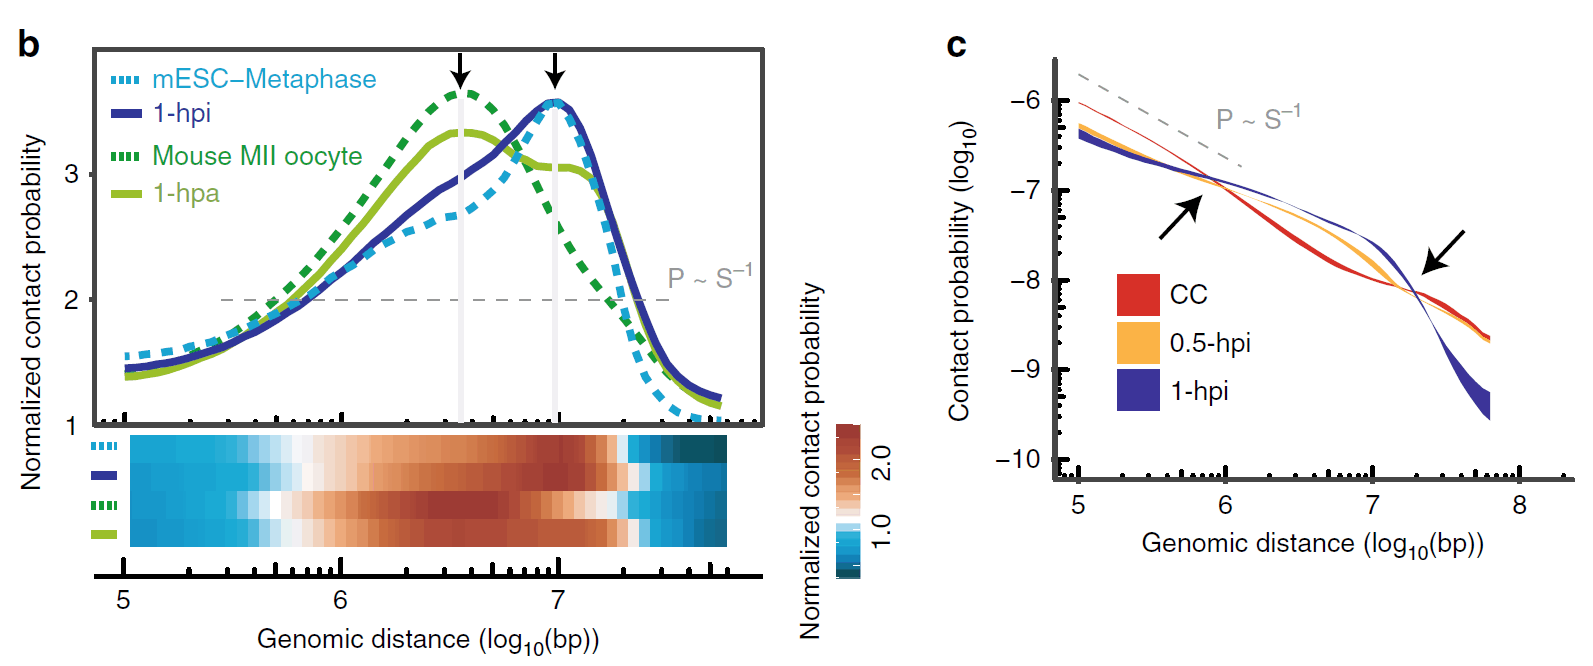 b
mESC–Metaphase
1-hpi
Mouse MII oocyte
1-hpa
Normalized contact probability
3
2
1
P ~ S⁻¹
5
6
7
Genomic distance (log₁₀(bp))
Normalized contact probability
2.0
1.0
c
Contact probability (log₁₀)
−6
−7
−8
−9
−10
P ~ S⁻¹
CC
0.5-hpi
1-hpi
5
6
7
8
Genomic distance (log₁₀(bp))